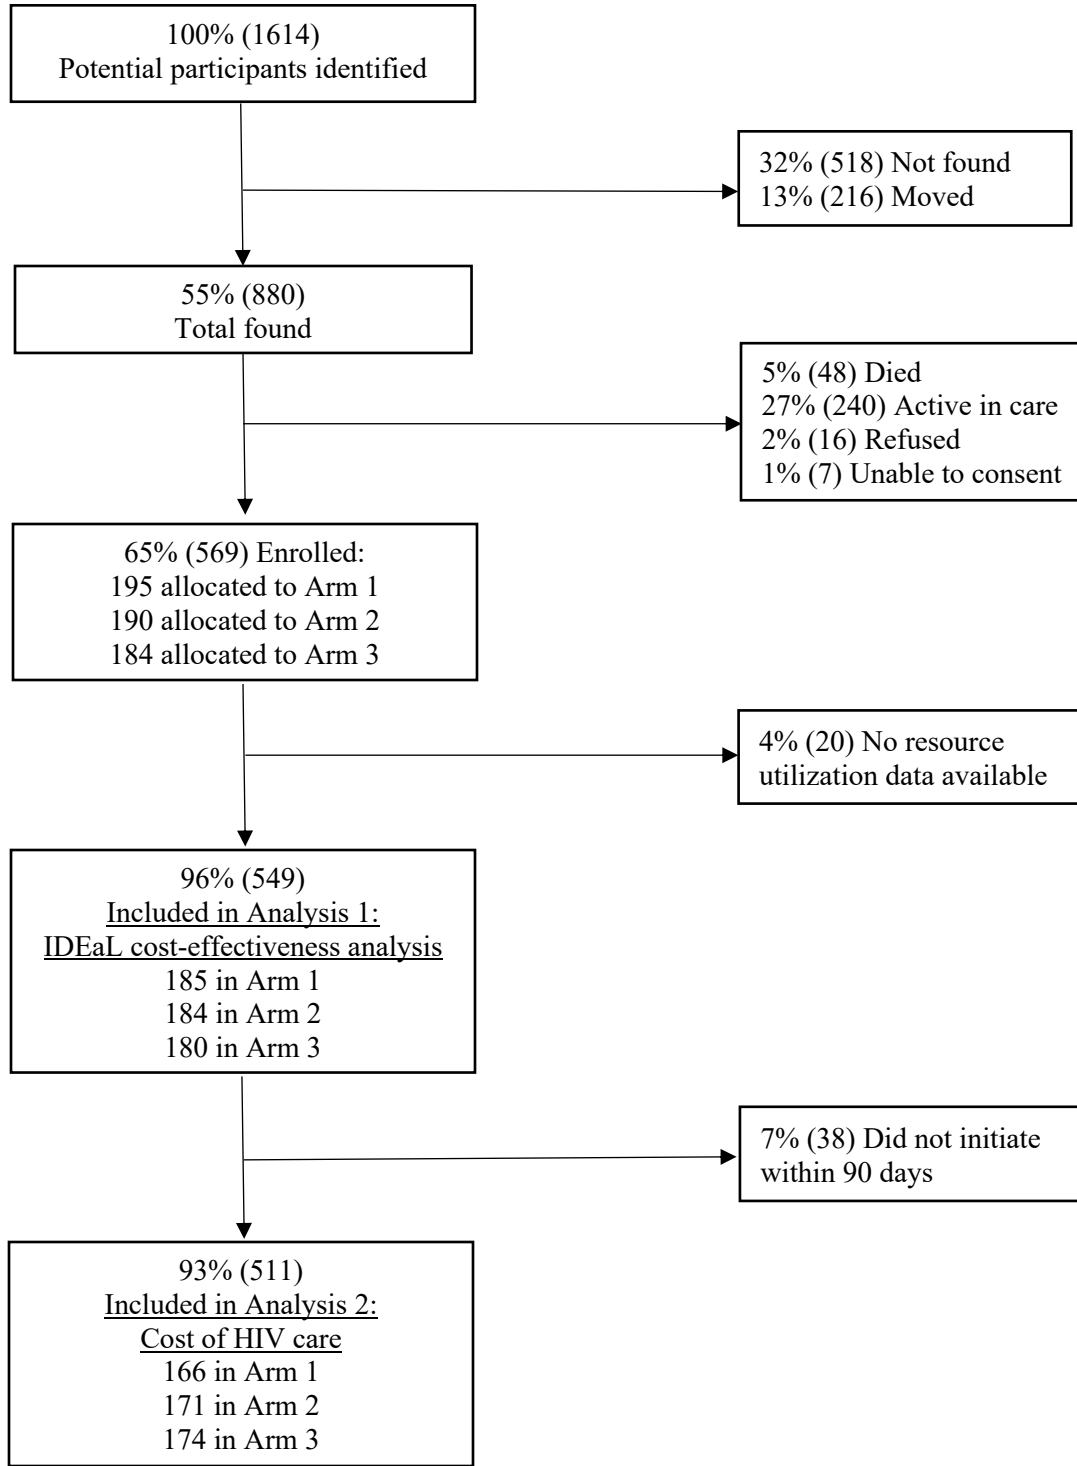 100% (1614)
Potential participants identified
32% (518) Not found
13% (216) Moved
55% (880)
Total found
5% (48) Died
27% (240) Active in care
2% (16) Refused
1% (7) Unable to consent
65% (569) Enrolled:
195 allocated to Arm 1
190 allocated to Arm 2
184 allocated to Arm 3
4% (20) No resource
utilization data available
96% (549)
Included in Analysis 1:
IDEaL cost-effectiveness analysis
185 in Arm 1
184 in Arm 2
180 in Arm 3
7% (38) Did not initiate
within 90 days
93% (511)
Included in Analysis 2:
Cost of HIV care
166 in Arm 1
171 in Arm 2
174 in Arm 3